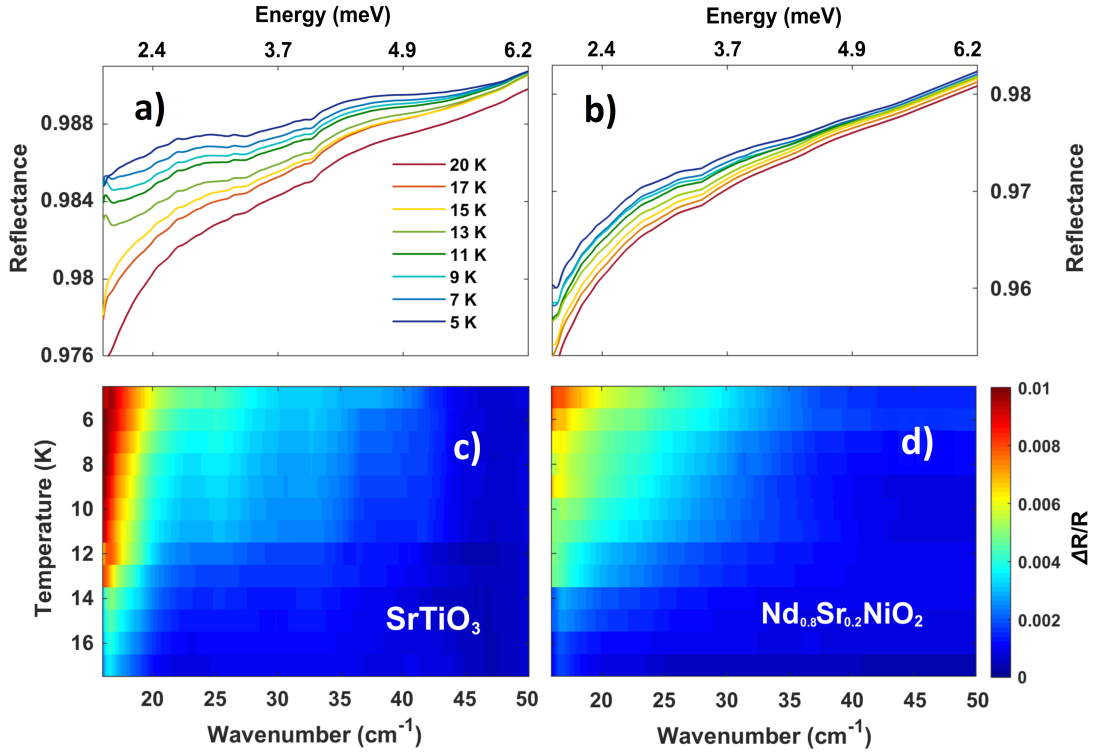 Energy (meV)
2.4 3.7 4.9 6.2
a)
0.988
0.984
0.98
0.976
Reflectance
20 K
17 K
15 K
13 K
11 K
9 K
7 K
5 K
Energy (meV)
2.4 3.7 4.9 6.2
b)
0.98
0.97
0.96
Reflectance
c)
SrTiO₃
6
8
10
12
14
16
Temperature (K)
20 25 30 35 40 45 50
Wavenumber (cm⁻¹)
d)
Nd₀.₈Sr₀.₂NiO₂
20 25 30 35 40 45 50
Wavenumber (cm⁻¹)
0.01
0.008
0.006
0.004
0.002
0
ΔR/R